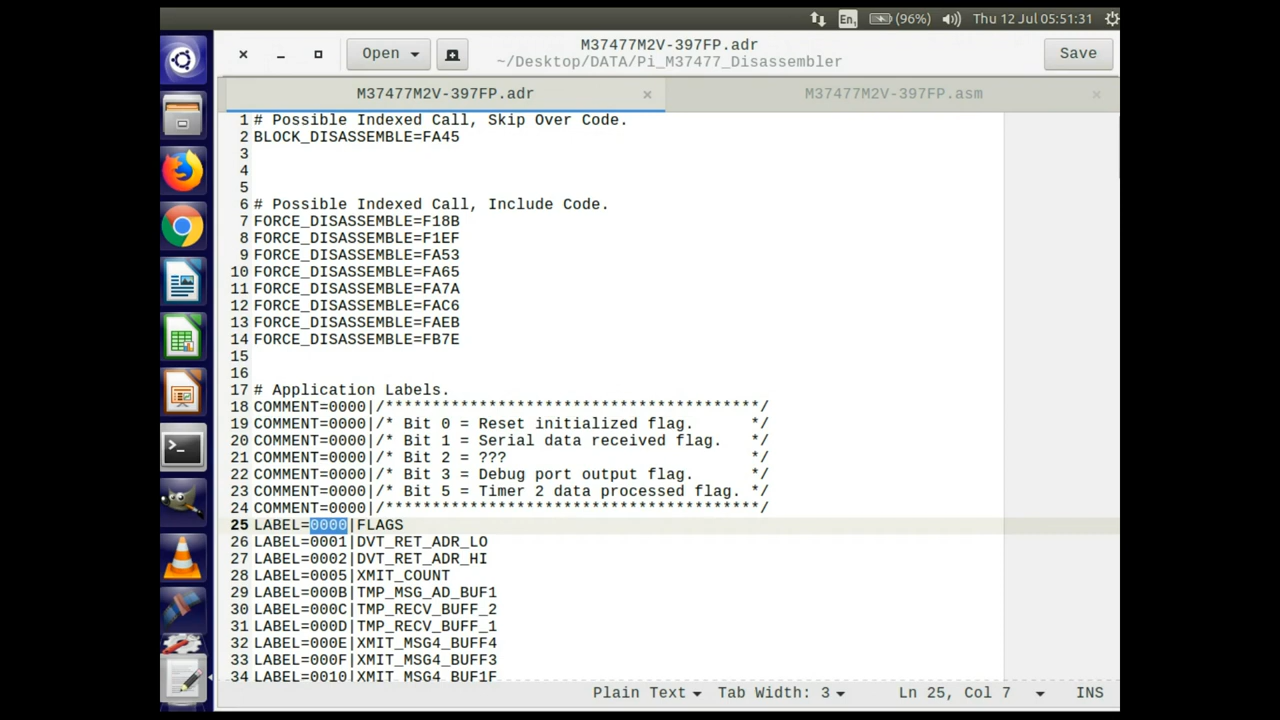 En1 (96%) Thu 12 Jul 05:51:31
Open M37477M2V-397FP.adr Save
~/Desktop/DATA/Pi_M37477_Disassembler
M37477M2V-397FP.adr × M37477M2V-397FP.asm ×
1 # Possible Indexed Call, Skip Over Code.
2 BLOCK_DISASSEMBLE=FA45
3
4
5
6 # Possible Indexed Call, Include Code.
7 FORCE_DISASSEMBLE=F18B
8 FORCE_DISASSEMBLE=F1EF
9 FORCE_DISASSEMBLE=FA53
10 FORCE_DISASSEMBLE=FA65
11 FORCE_DISASSEMBLE=FA7A
12 FORCE_DISASSEMBLE=FAC6
13 FORCE_DISASSEMBLE=FAEB
14 FORCE_DISASSEMBLE=FB7E
15
16
17 # Application Labels.
18 COMMENT=0000|/****************************************/
19 COMMENT=0000|/* Bit 0 = Reset initialized flag. */
20 COMMENT=0000|/* Bit 1 = Serial data received flag. */
21 COMMENT=0000|/* Bit 2 = ??? */
22 COMMENT=0000|/* Bit 3 = Debug port output flag. */
23 COMMENT=0000|/* Bit 5 = Timer 2 data processed flag. */
24 COMMENT=0000|/****************************************/
25 LABEL=0000|FLAGS
26 LABEL=0001|DVT_RET_ADR_LO
27 LABEL=0002|DVT_RET_ADR_HI
28 LABEL=0005|XMIT_COUNT
29 LABEL=000B|TMP_MSG_AD_BUF1
30 LABEL=000C|TMP_RECV_BUFF_2
31 LABEL=000D|TMP_RECV_BUFF_1
32 LABEL=000E|XMIT_MSG4_BUFF4
33 LABEL=000F|XMIT_MSG4_BUFF3
34 LABEL=0010|XMIT_MSG4_BUF1F
Plain Text Tab Width: 3 Ln 25, Col 7 INS